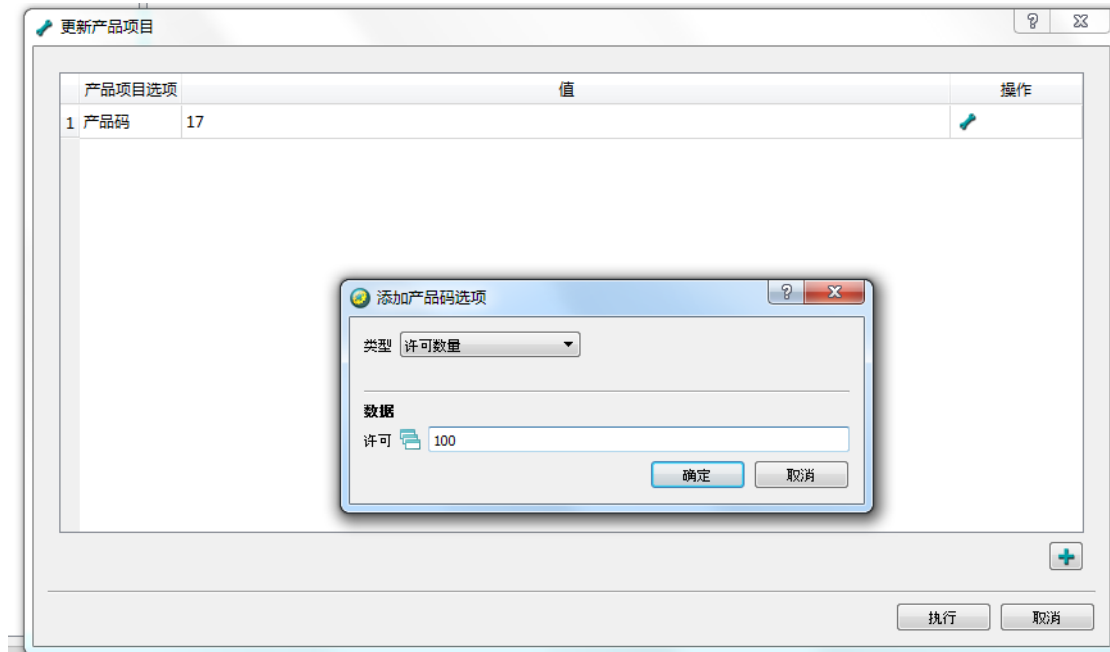 更新产品项目
产品项目选项 值 操作
1 产品码 17
添加产品码选项
类型 许可数量
数据
许可 100
确定 取消
执行 取消